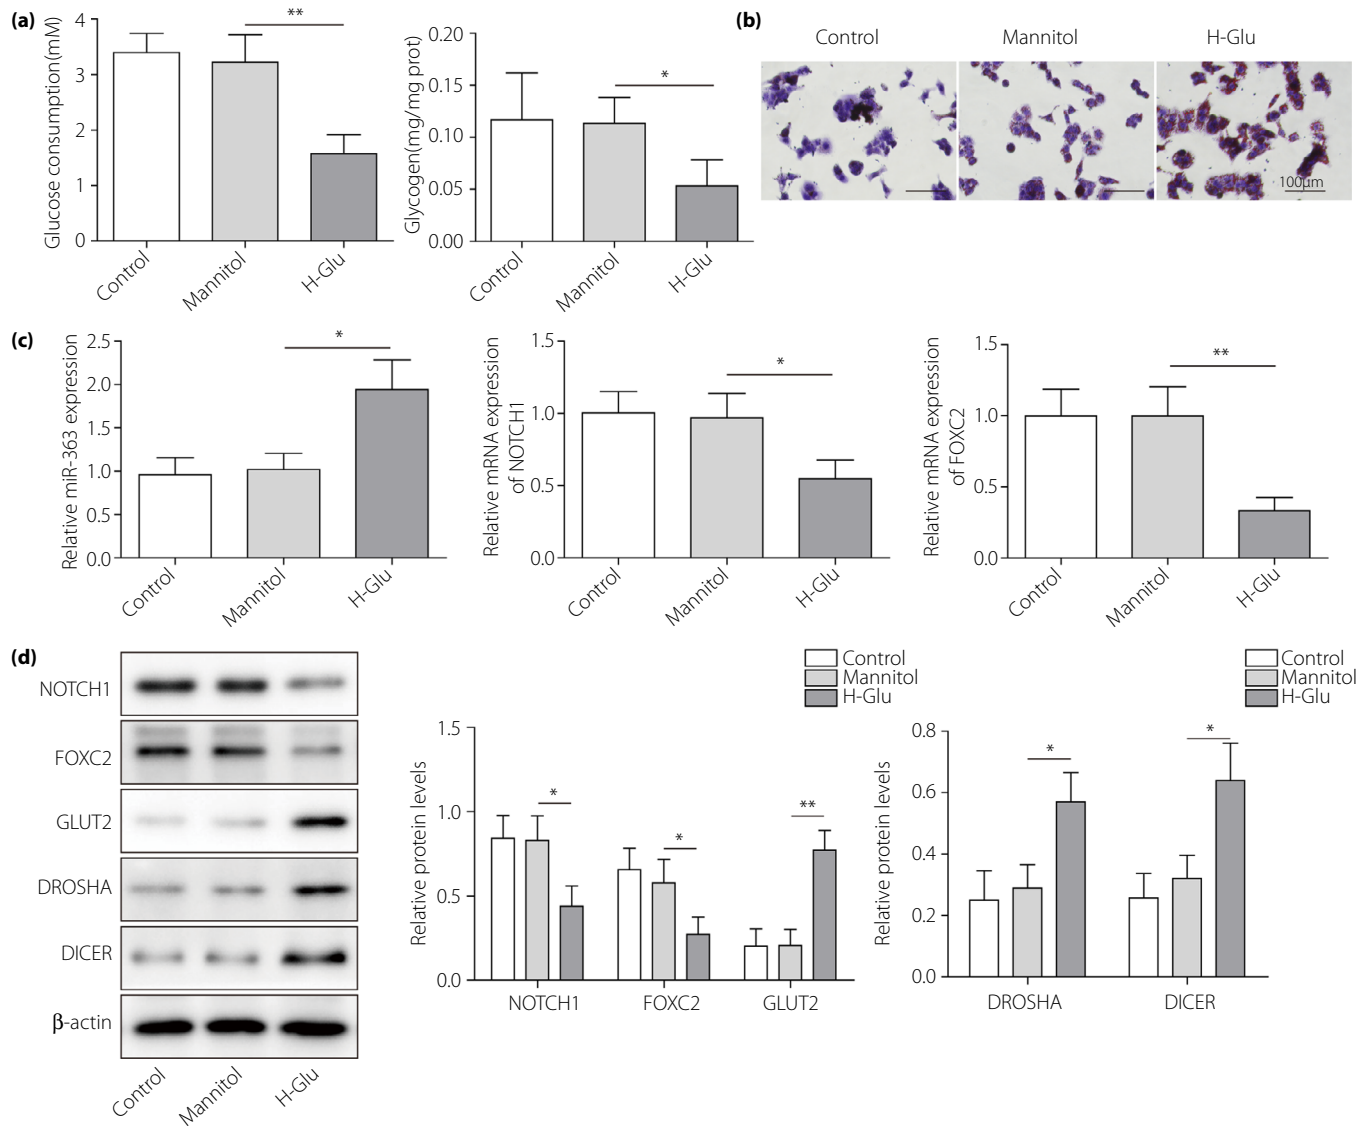 (a)
Glucose consumption(mM)
4
3
2
1
0
**
Control
Mannitol
H-Glu
Glycogen(mg/mg prot)
0.20
0.15
0.10
0.05
0.00
*
Control
Mannitol
H-Glu
(b)
Control
Mannitol
H-Glu
100μm
(c)
Relative miR-363 expression
2.5
2.0
1.5
1.0
0.5
0.0
*
Control
Mannitol
H-Glu
Relative mRNA expression
of NOTCH1
1.5
1.0
0.5
0.0
*
Control
Mannitol
H-Glu
Relative mRNA expression
of FOXC2
1.5
1.0
0.5
0.0
**
Control
Mannitol
H-Glu
(d)
NOTCH1
FOXC2
GLUT2
DROSHA
DICER
β-actin
Control
Mannitol
H-Glu
Control
Mannitol
H-Glu
Relative protein levels
1.5
1.0
0.5
0.0
*
*
**
NOTCH1
FOXC2
GLUT2
Control
Mannitol
H-Glu
Relative protein levels
0.8
0.6
0.4
0.2
0.0
*
*
DROSHA
DICER